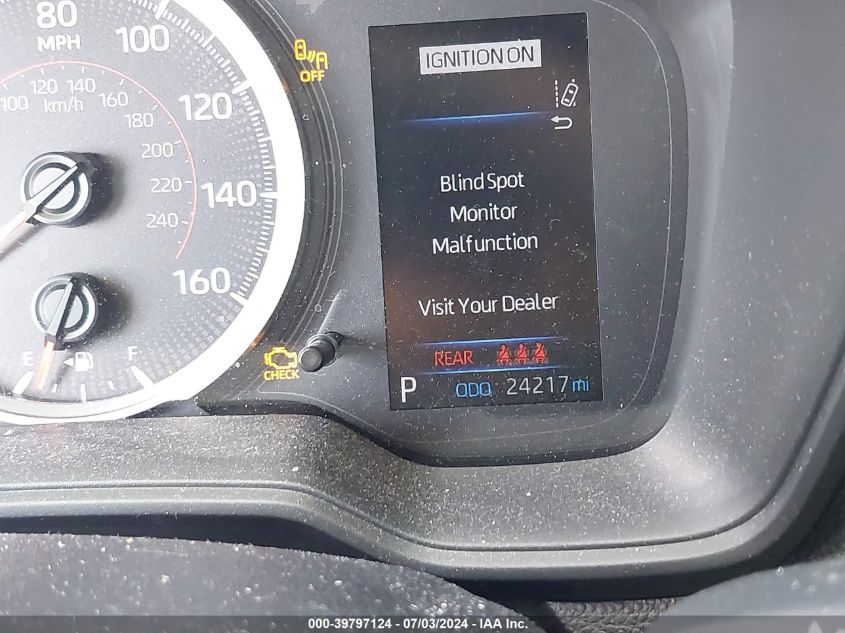 80
MPH
100
120
140
160
100
120
140
160
km/h
180
200
220
240
E
F
OFF
CHECK
IGNITION ON
Blind Spot
Monitor
Malfunction
Visit Your Dealer
REAR
P ODO 24217 mi
000-39797124 - 07/03/2024 - IAA Inc.